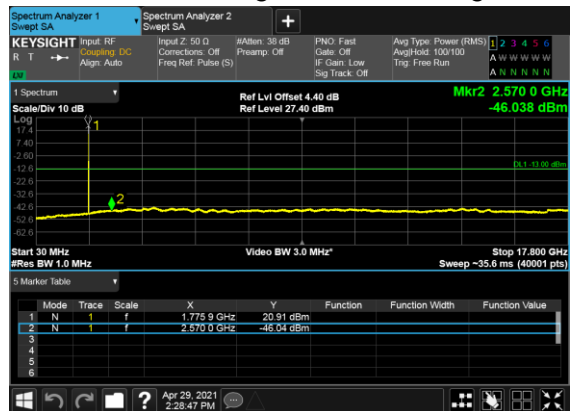 Spectrum Analyzer 1
Swept SA
Spectrum Analyzer 2
Swept SA
+
KEYSIGHT
R T
LXI
Input: RF
Coupling: DC
Align: Auto
Input Z: 50 Ω
Corrections: Off
Freq Ref: Pulse (S)
#Atten: 38 dB
Preamp: Off
PNO: Fast
Gate: Off
IF Gain: Low
Sig Track: Off
Avg Type: Power (RMS)
Avg|Hold: 100/100
Trig: Free Run
1 2 3 4 5 6
A W W W W W
A N N N N N
1 Spectrum
Scale/Div 10 dB
Ref Lvl Offset 4.40 dB
Ref Level 27.40 dBm
Mkr2 2.570 0 GHz
-46.038 dBm
Log
17.4
7.40
-2.60
-12.6
-22.6
-32.6
-42.6
-52.6
-62.6
1
2
DL1 -13.00 dBm
Start 30 MHz
#Res BW 1.0 MHz
Video BW 3.0 MHz*
Stop 17.800 GHz
Sweep ~35.6 ms (40001 pts)
5 Marker Table
Mode Trace Scale X Y Function Function Width Function Value
1 N 1 f 1.775 9 GHz 20.91 dBm
2 N 1 f 2.570 0 GHz -46.04 dBm
3
4
5
6
?
Apr 29, 2021
2:28:47 PM